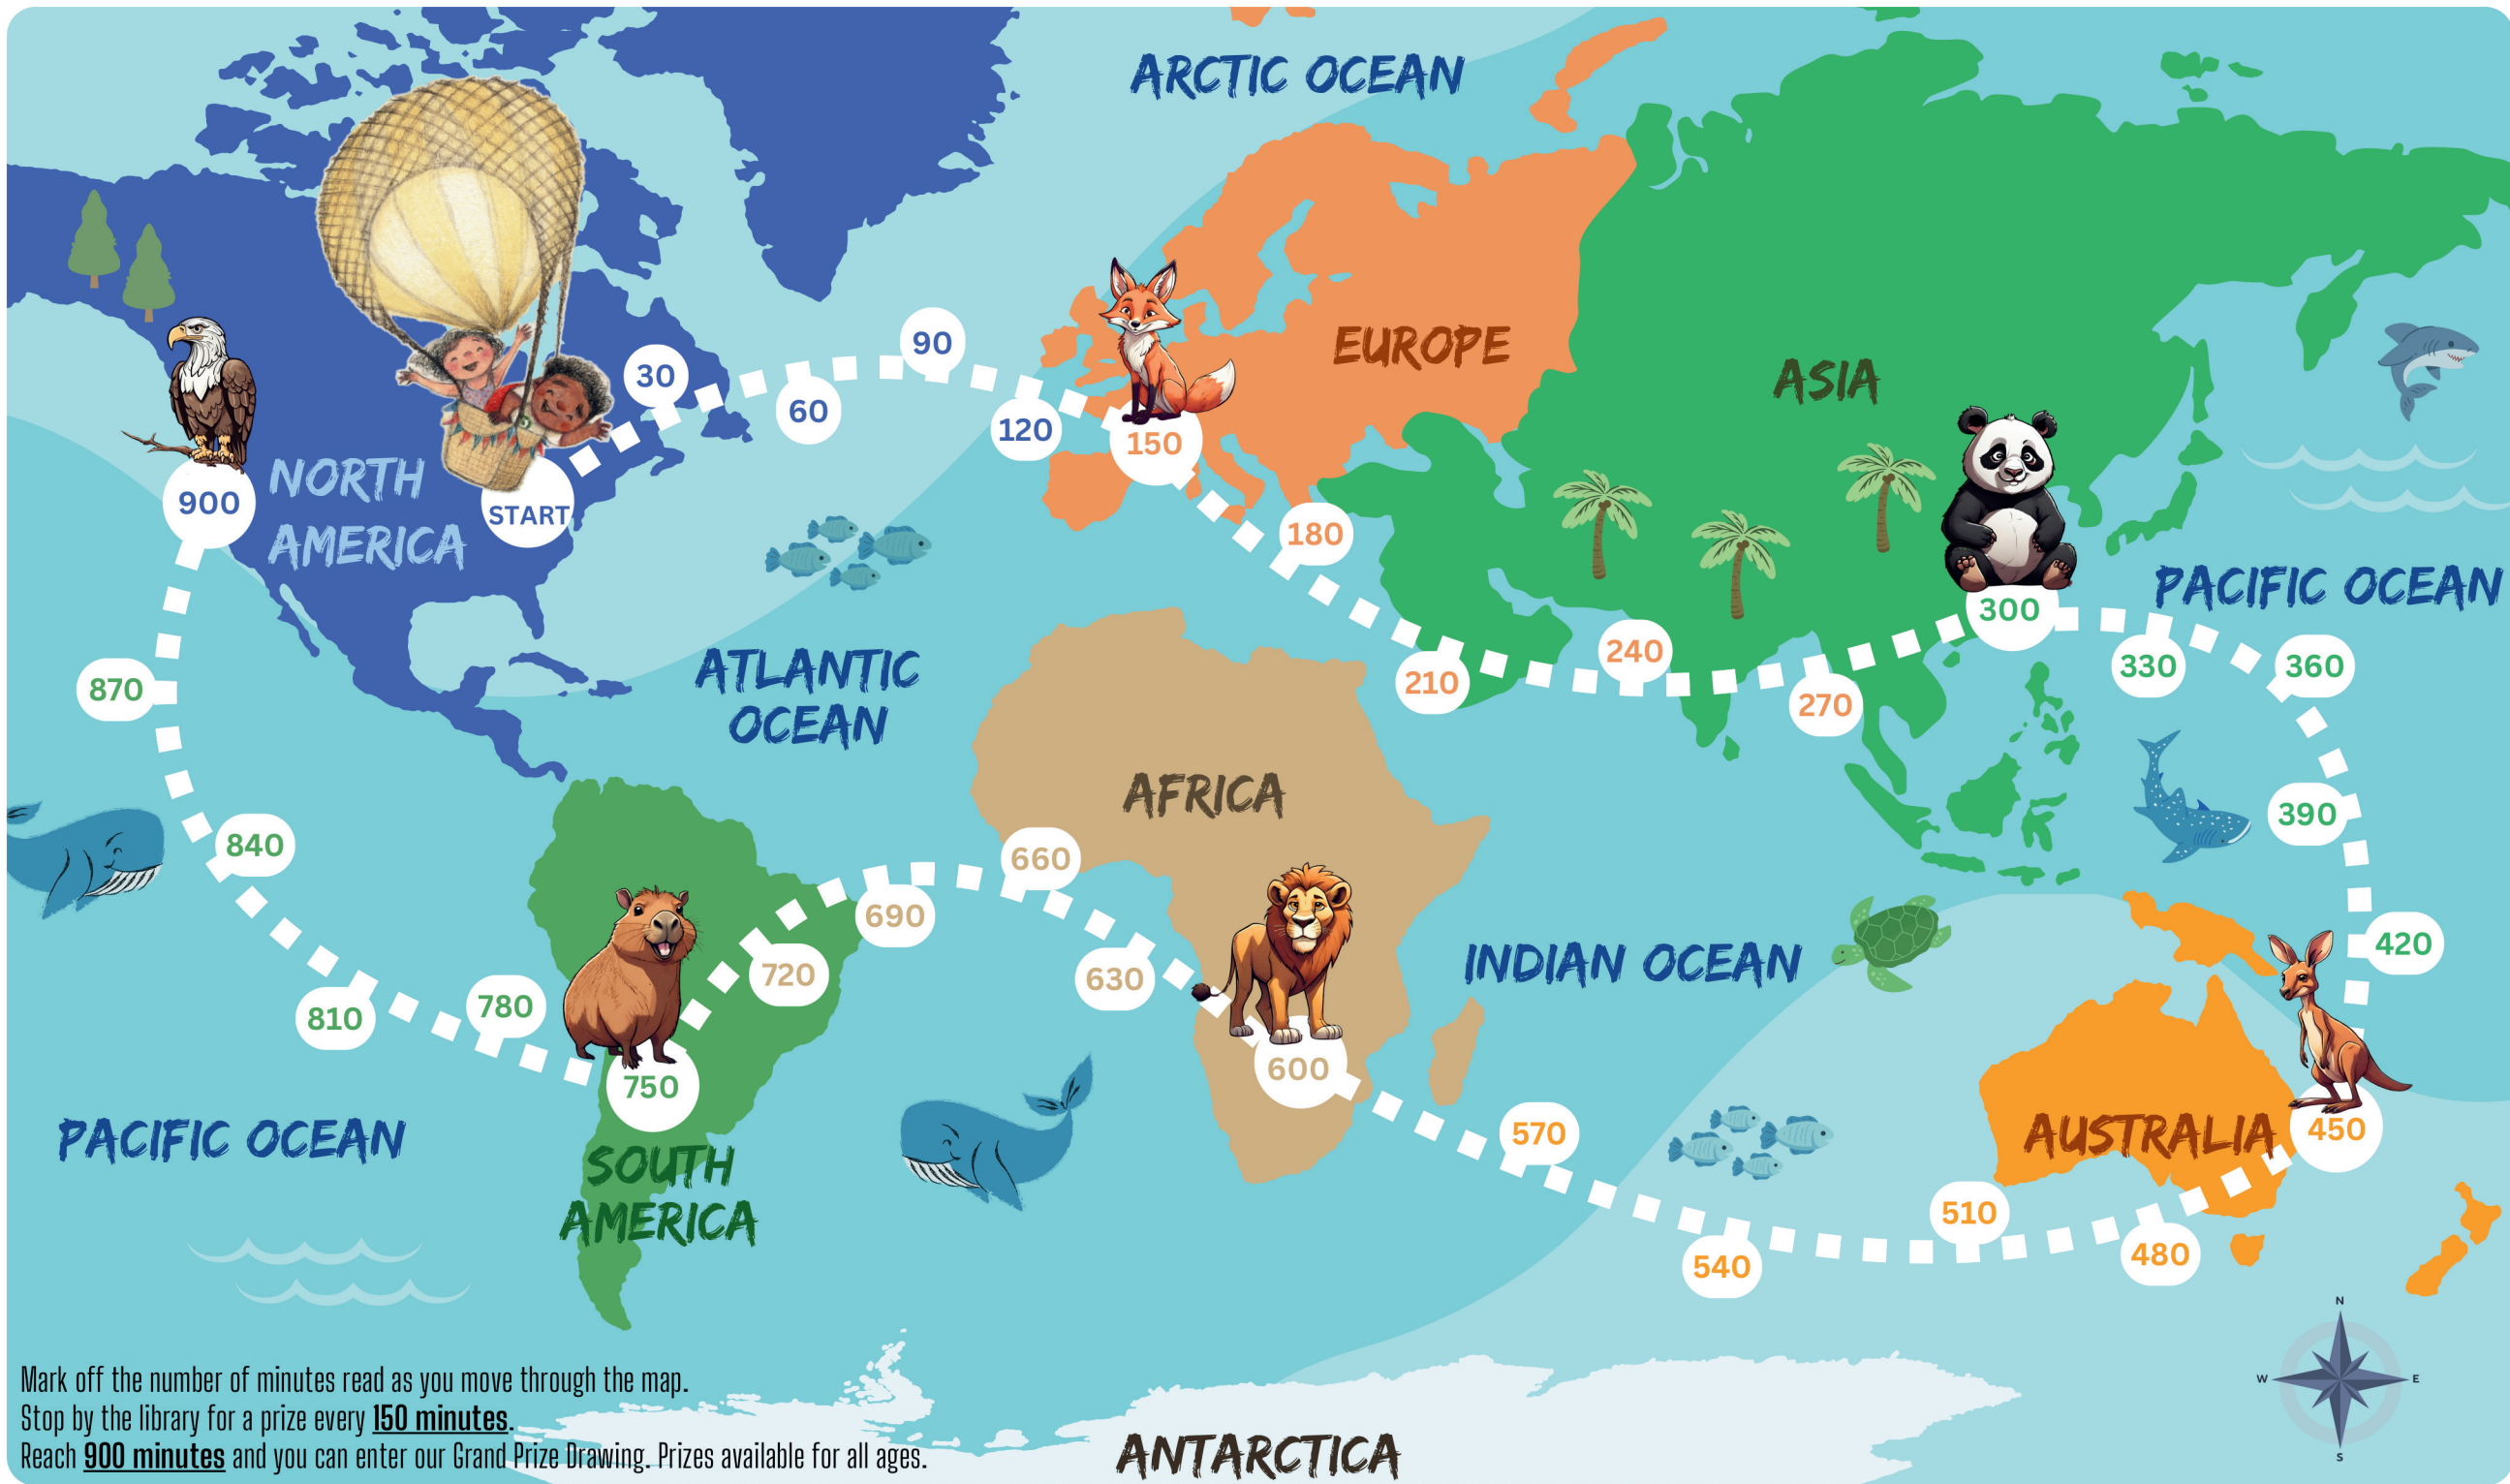 ARCTIC OCEAN
EUROPE
ASIA
NORTH
AMERICA
START
30
60
90
120
150
180
210
240
270
300
PACIFIC OCEAN
330
360
390
420
450
AUSTRALIA
480
510
540
570
INDIAN OCEAN
600
AFRICA
630
660
690
720
750
SOUTH
AMERICA
780
810
840
870
900
ATLANTIC
OCEAN
PACIFIC OCEAN
ANTARCTICA
N
W
E
S
Mark off the number of minutes read as you move through the map.
Stop by the library for a prize every 150 minutes.
Reach 900 minutes and you can enter our Grand Prize Drawing. Prizes available for all ages.